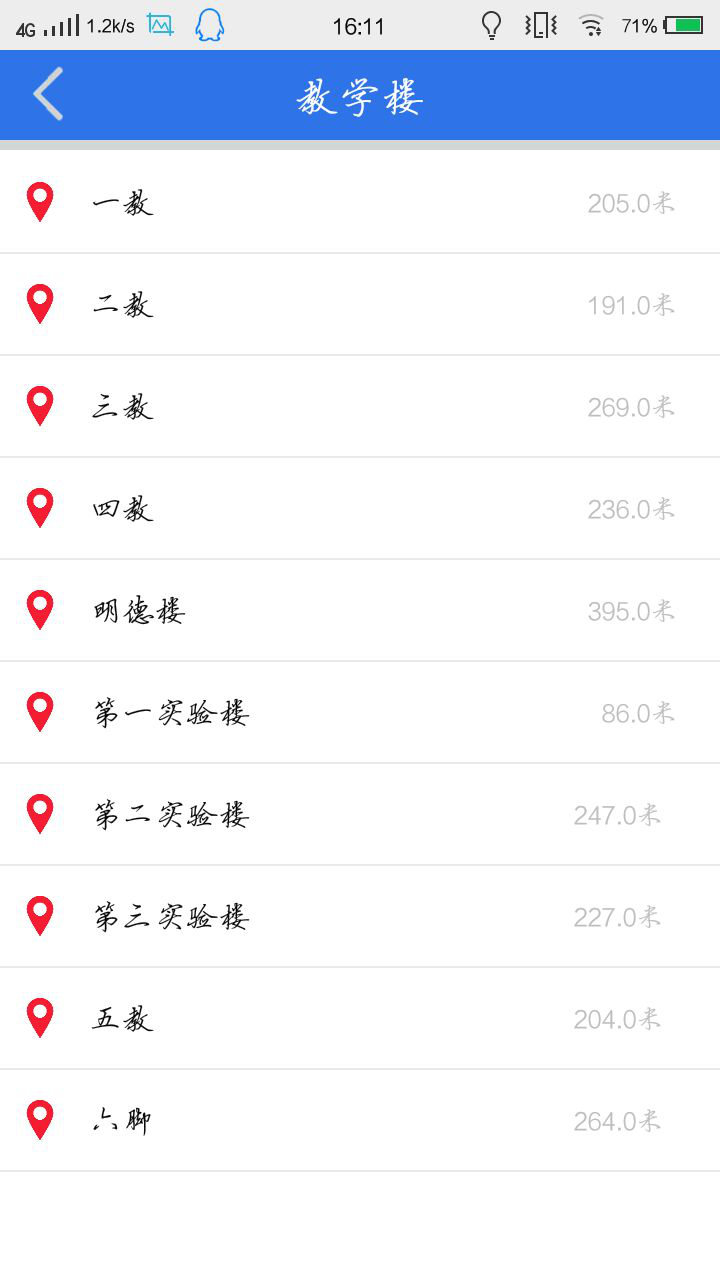 4G 1.2k/s 16:11 71%
教学楼
一教 205.0米
二教 191.0米
三教 269.0米
四教 236.0米
明德楼 395.0米
第一实验楼 86.0米
第二实验楼 247.0米
第三实验楼 227.0米
五教 204.0米
六脚 264.0米